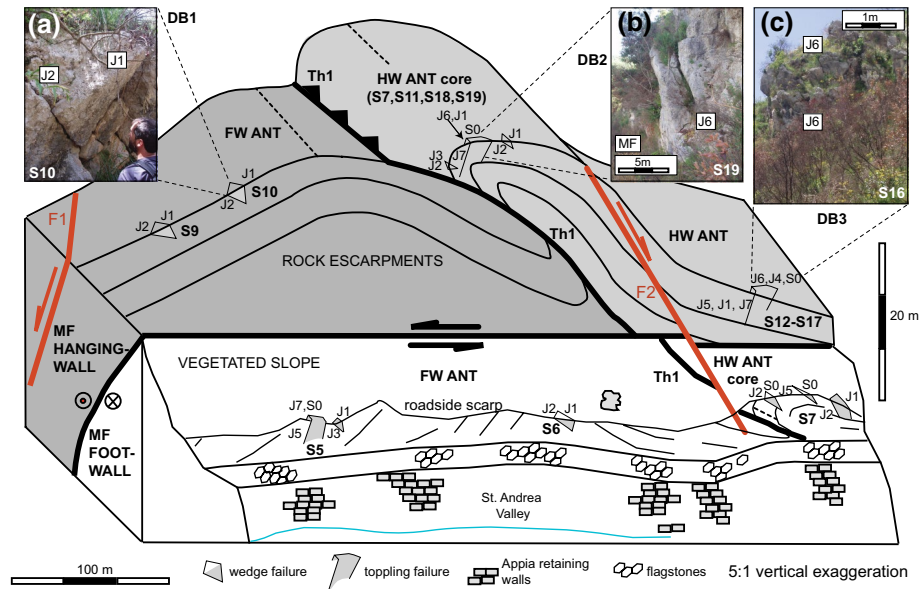 (a)
DB1
J2
J1
S10
(b)
DB2
J6
MF
5m
S19
(c)
1m
J6
J6
S16
DB3
Th1
HW ANT core
(S7,S11,S18,S19)
FW ANT
J6,J1
S0
J1
J2
J3
J7
J2
J1
S10
J2
J1
J2
S9
F1
Th1
HW ANT
ROCK ESCARPMENTS
F2
J6,J4,S0
J5, J1, J7
S12-S17
20 m
MF
HANGING-
WALL
VEGETATED SLOPE
FW ANT
Th1
HW ANT
core
roadside scarp
J7,S0
J1
J5
J3
S5
J2
J1
S6
J2
S0
J5
S0
J1
J2
S7
MF
FOOT-
WALL
St. Andrea
Valley
100 m
wedge failure
toppling failure
Appia retaining
walls
flagstones
5:1 vertical exaggeration